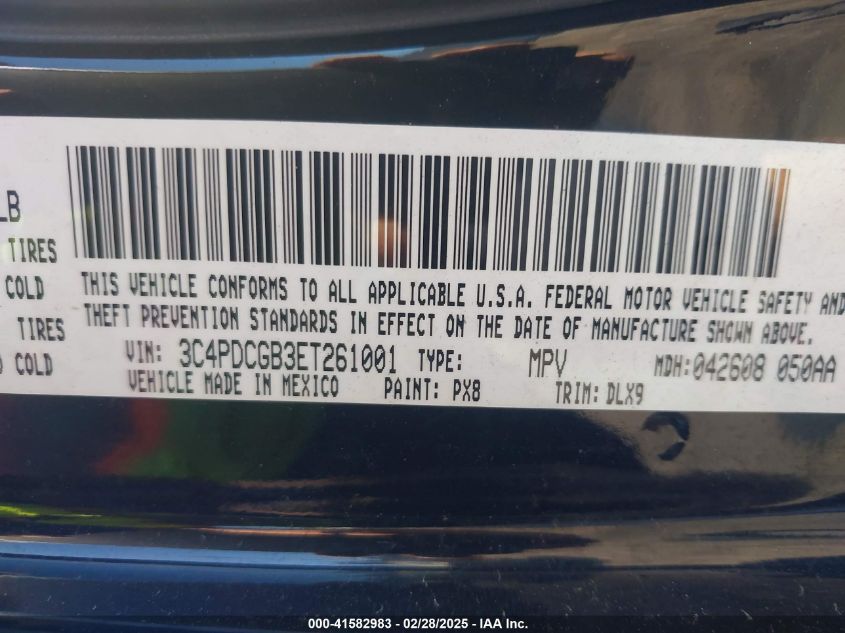 LB
TIRES
COLD
TIRES
COLD
THIS VEHICLE CONFORMS TO ALL APPLICABLE U.S.A. FEDERAL MOTOR VEHICLE SAFETY AND
THEFT PREVENTION STANDARDS IN EFFECT ON THE DATE OF MANUFACTURE SHOWN ABOVE.
VIN: 3C4PDCGB3ET261001 TYPE: MPV MDH:042608 050AA
VEHICLE MADE IN MEXICO PAINT: PX8 TRIM: DLX9
000-41582983 - 02/28/2025 - IAA Inc.